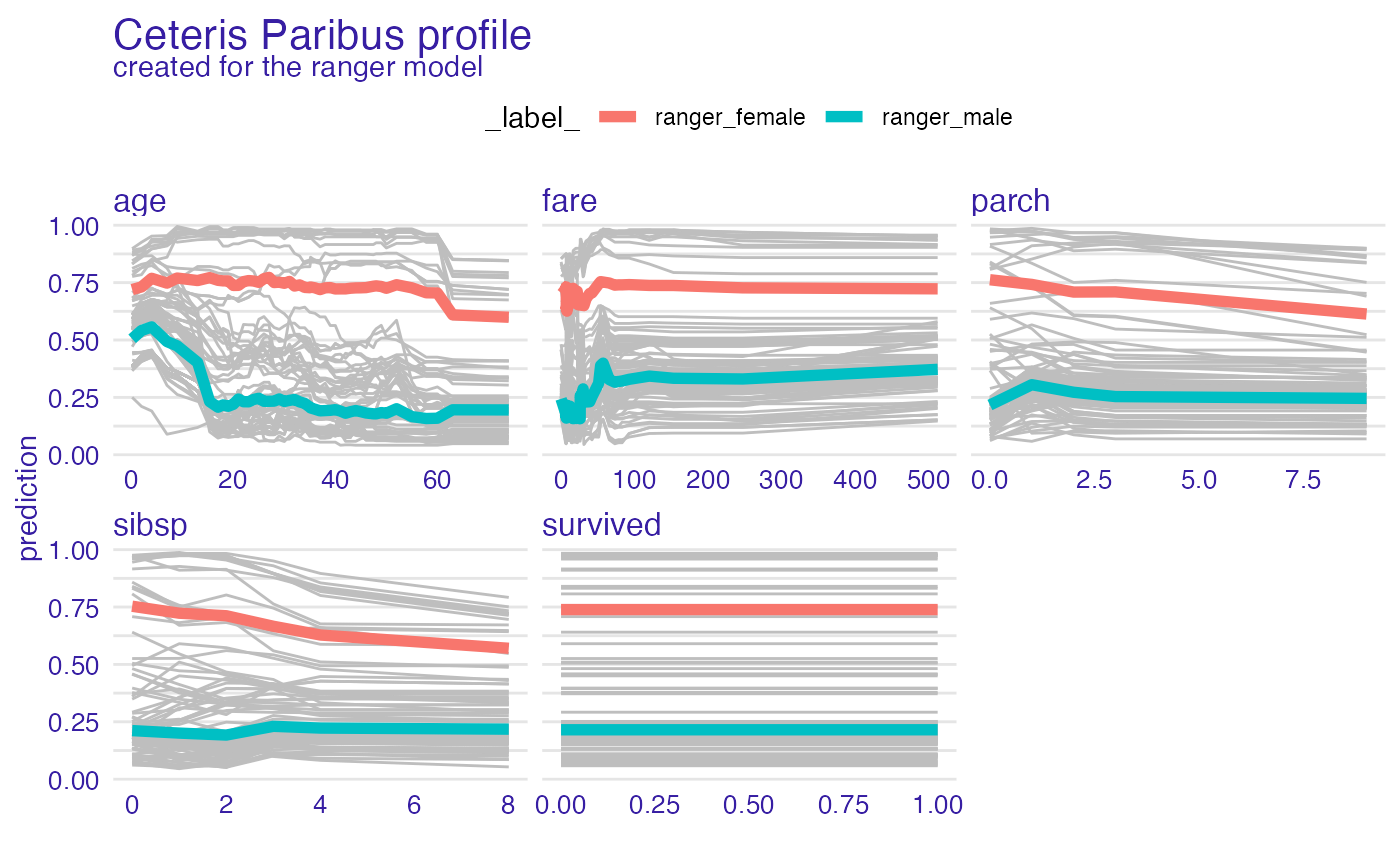 Ceteris Paribus profile
created for the ranger model
_label_ ranger_female ranger_male
age fare parch
1.00
0.75
0.50
0.25
0.00
0 20 40 60 0 100 200 300 400 500 0.0 2.5 5.0 7.5
prediction
sibsp survived
1.00
0.75
0.50
0.25
0.00
0 2 4 6 8 0.00 0.25 0.50 0.75 1.00